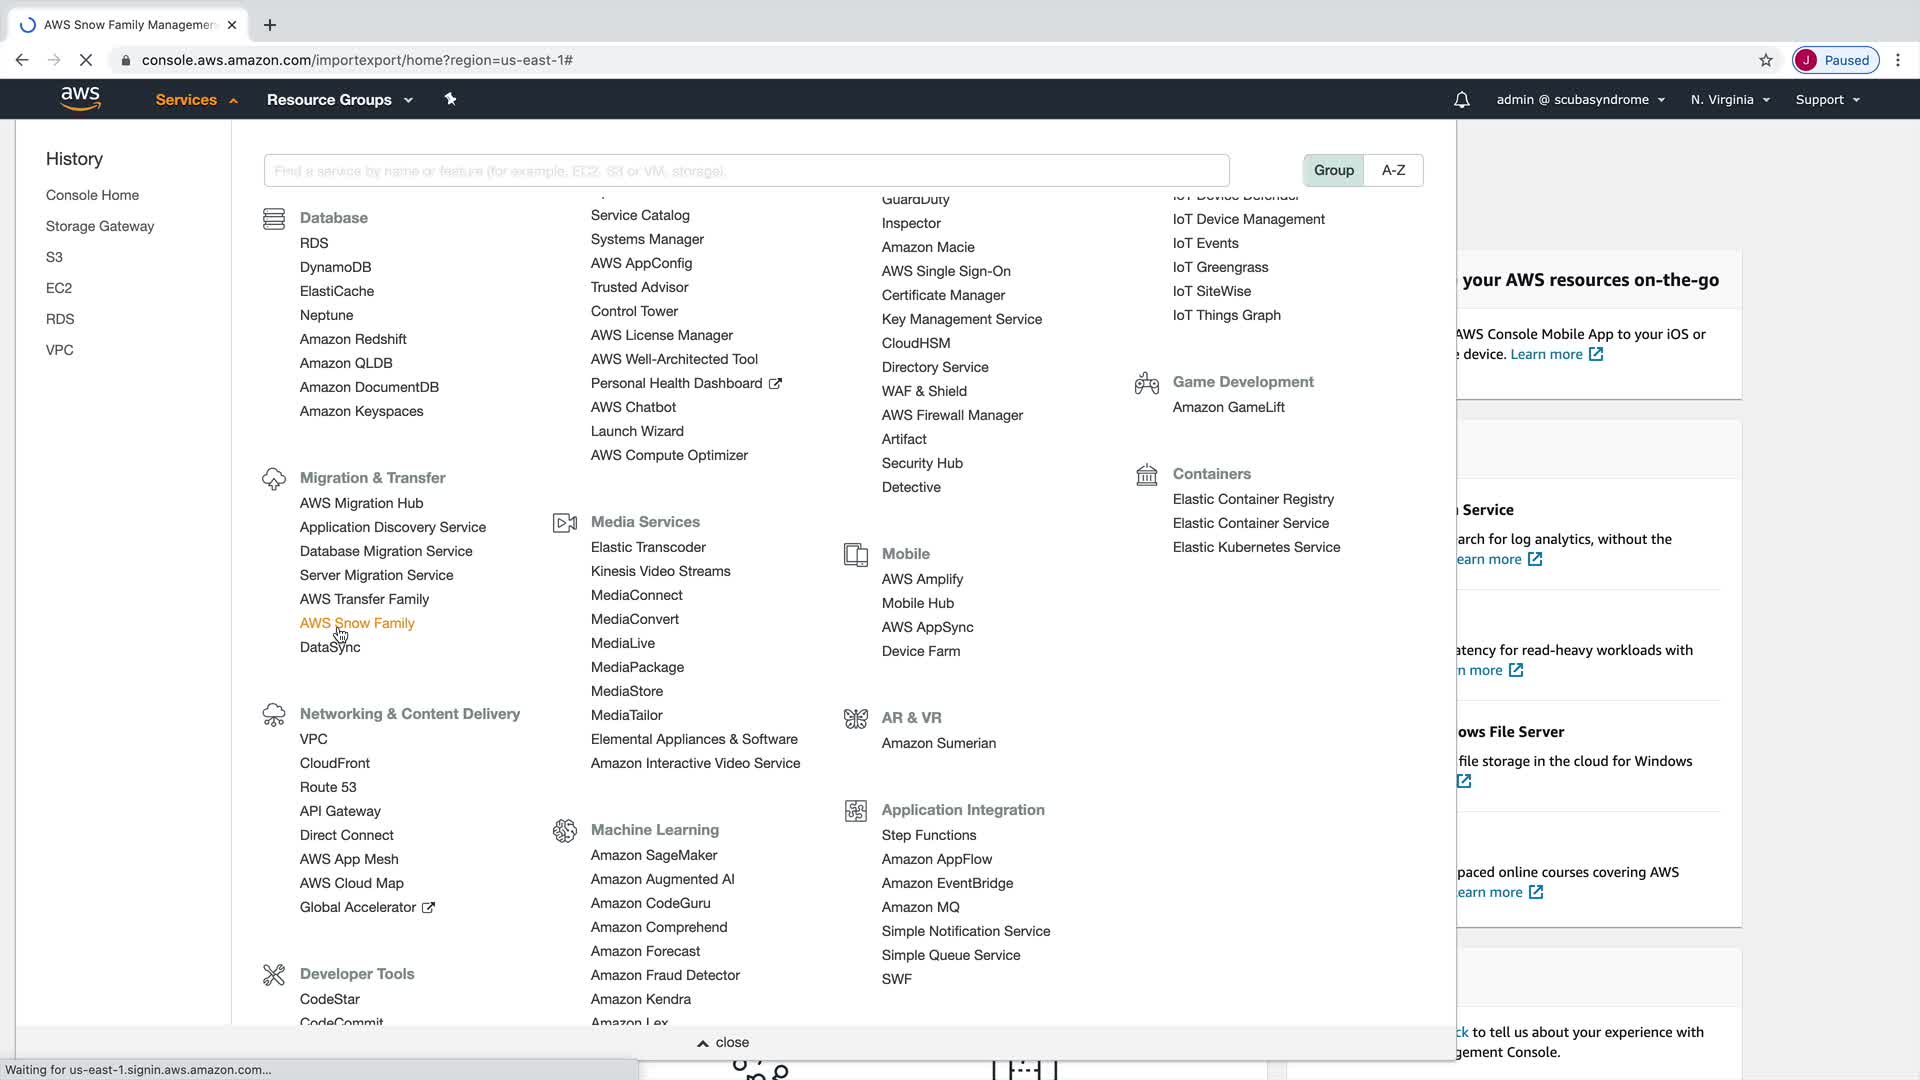 AWS Snow Family Managemen
console.aws.amazon.com/importexport/home?region=us-east-1#
J Paused
aws
Services
Resource Groups
admin @ scubasyndrome
N. Virginia
Support
History
Console Home
Storage Gateway
S3
EC2
RDS
VPC
Find a service by name or feature (for example, EC2, S3 or VM, storage).
Group
A-Z
Database
RDS
DynamoDB
ElastiCache
Neptune
Amazon Redshift
Amazon QLDB
Amazon DocumentDB
Amazon Keyspaces
Migration & Transfer
AWS Migration Hub
Application Discovery Service
Database Migration Service
Server Migration Service
AWS Transfer Family
AWS Snow Family
DataSync
Networking & Content Delivery
VPC
CloudFront
Route 53
API Gateway
Direct Connect
AWS App Mesh
AWS Cloud Map
Global Accelerator
Developer Tools
CodeStar
CodeCommit
Service Catalog
Systems Manager
AWS AppConfig
Trusted Advisor
Control Tower
AWS License Manager
AWS Well-Architected Tool
Personal Health Dashboard
AWS Chatbot
Launch Wizard
AWS Compute Optimizer
Media Services
Elastic Transcoder
Kinesis Video Streams
MediaConnect
MediaConvert
MediaLive
MediaPackage
MediaStore
MediaTailor
Elemental Appliances & Software
Amazon Interactive Video Service
Machine Learning
Amazon SageMaker
Amazon Augmented AI
Amazon CodeGuru
Amazon Comprehend
Amazon Forecast
Amazon Fraud Detector
Amazon Kendra
Amazon Lex
GuardDuty
Inspector
Amazon Macie
AWS Single Sign-On
Certificate Manager
Key Management Service
CloudHSM
Directory Service
WAF & Shield
AWS Firewall Manager
Artifact
Security Hub
Detective
Mobile
AWS Amplify
Mobile Hub
AWS AppSync
Device Farm
AR & VR
Amazon Sumerian
Application Integration
Step Functions
Amazon AppFlow
Amazon EventBridge
Amazon MQ
Simple Notification Service
Simple Queue Service
SWF
IoT Device Defender
IoT Device Management
IoT Events
IoT Greengrass
IoT SiteWise
IoT Things Graph
Game Development
Amazon GameLift
Containers
Elastic Container Registry
Elastic Container Service
Elastic Kubernetes Service
close
your AWS resources on-the-go
AWS Console Mobile App to your iOS or
device. Learn more
Service
arch for log analytics, without the
earn more
atency for read-heavy workloads with
n more
ows File Server
file storage in the cloud for Windows
paced online courses covering AWS
earn more
ck to tell us about your experience with
gement Console.
Waiting for us-east-1.signin.aws.amazon.com...